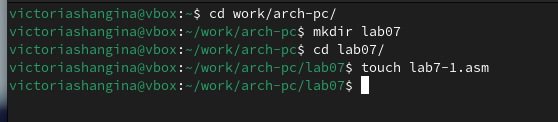 victoriashangina@vbox:~$ cd work/arch-pc/
victoriashangina@vbox:~/work/arch-pc$ mkdir lab07
victoriashangina@vbox:~/work/arch-pc$ cd lab07/
victoriashangina@vbox:~/work/arch-pc/lab07$ touch lab7-1.asm
victoriashangina@vbox:~/work/arch-pc/lab07$